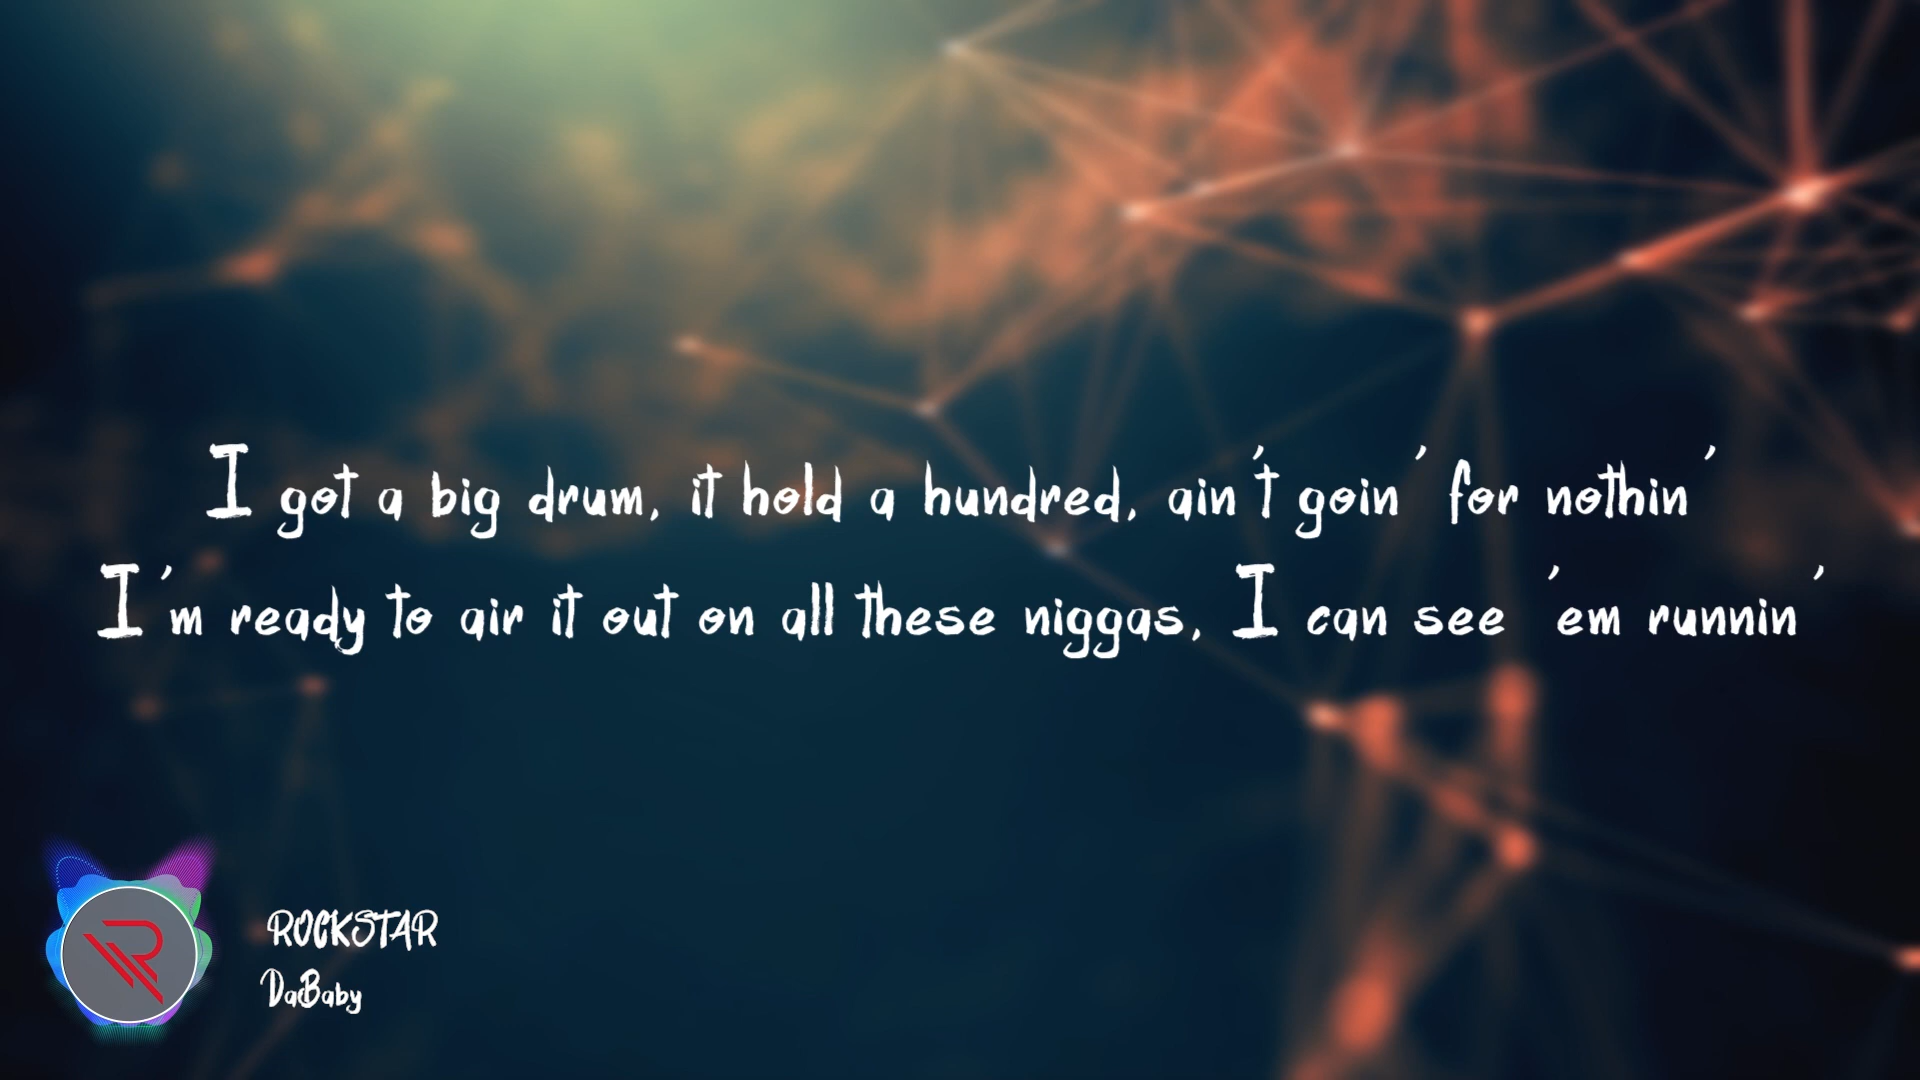 I got a big drum, it hold a hundred, ain't goin' for nothin'
I'm ready to air it out on all these niggas, I can see 'em runnin'
ROCKSTAR
DaBaby